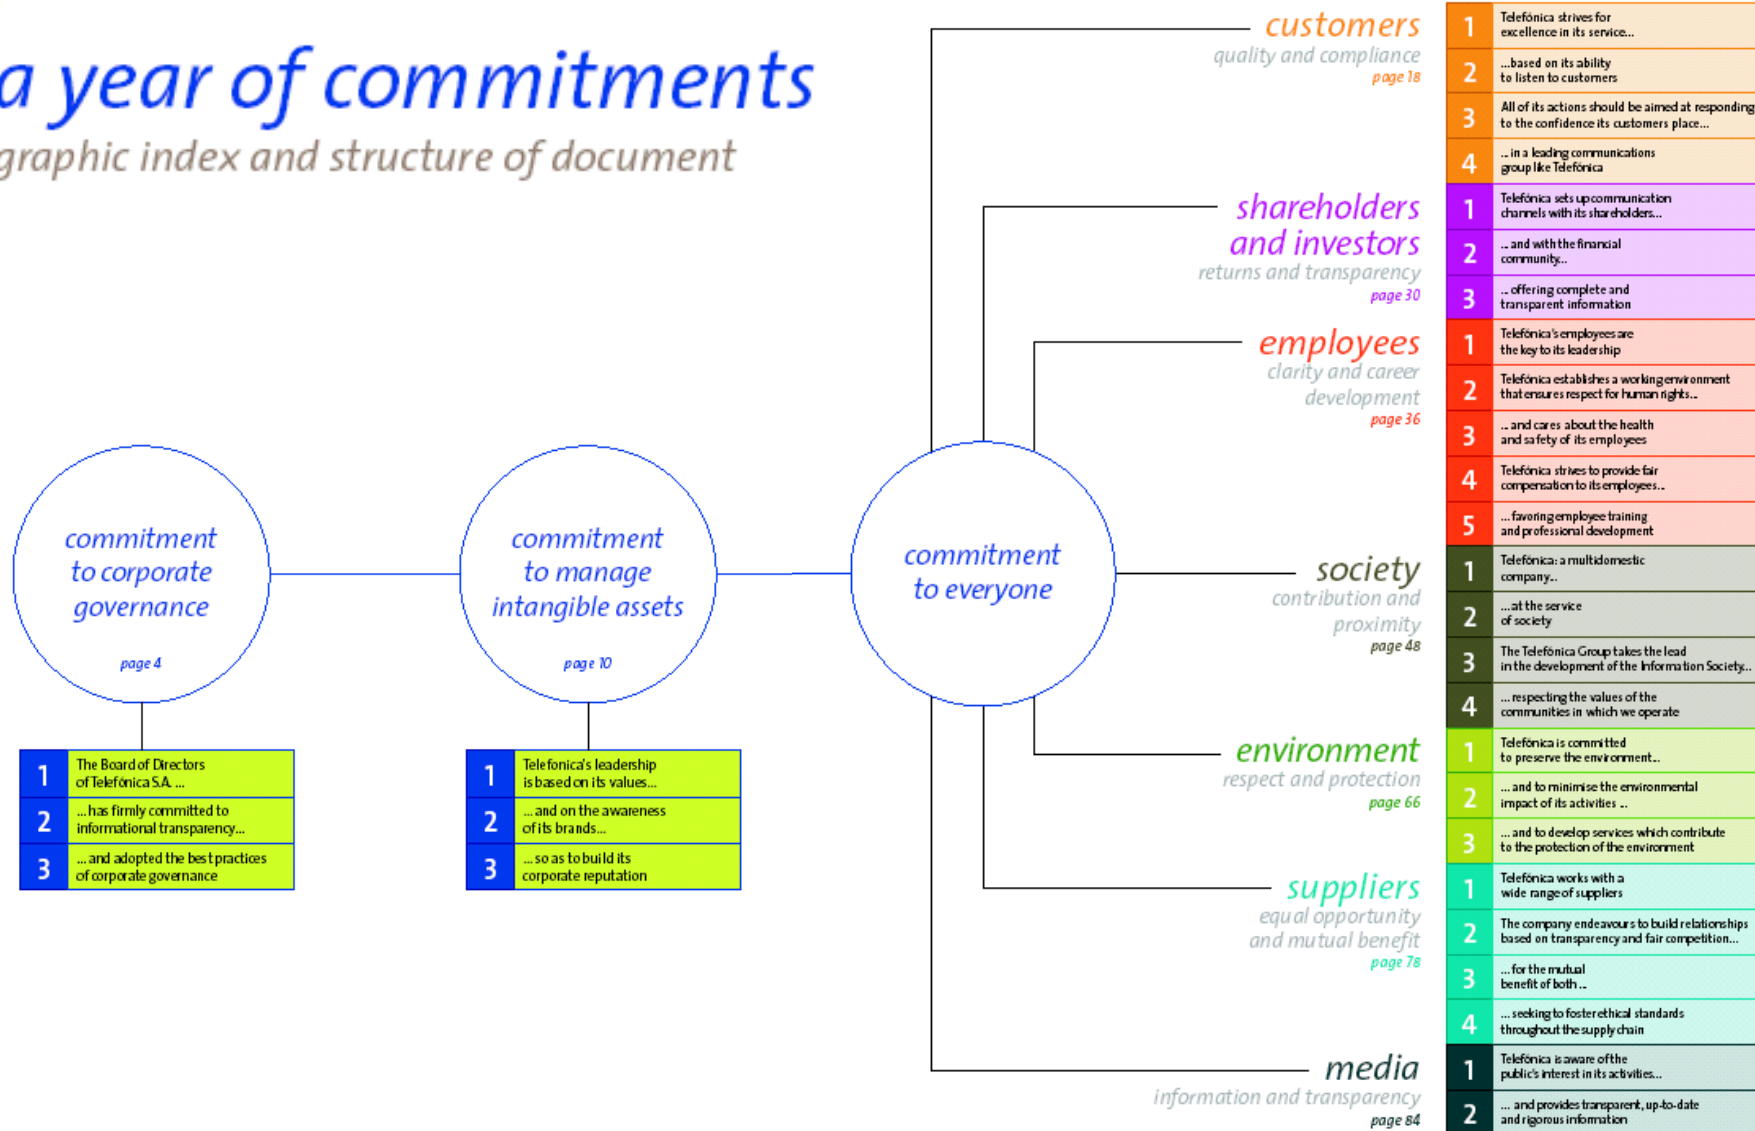 a year of commitments
graphic index and structure of document
commitment
to corporate
governance
page 4
1
The Board of Directors
of Telefónica S.A. ...
2
...has firmly committed to
informational transparency...
3
...and adopted the best practices
of corporate governance
commitment
to manage
intangible assets
page 10
1
Telefonica's leadership
is based on its values...
2
...and on the awareness
of its brands...
3
...so as to build its
corporate reputation
commitment
to everyone
customers
quality and compliance
page 18
1
Telefónica strives for
excellence in its service...
2
...based on its ability
to listen to customers
3
All of its actions should be aimed at responding
to the confidence its customers place...
4
... in a leading communications
group like Telefónica
shareholders
and investors
returns and transparency
page 30
1
Telefónica sets up communication
channels with its shareholders...
2
... and with the financial
community...
3
... offering complete and
transparent information
employees
clarity and career
development
page 36
1
Telefónica's employees are
the key to its leadership
2
Telefónica establishes a working environment
that ensures respect for human rights...
3
... and cares about the health
and safety of its employees
4
Telefónica strives to provide fair
compensation to its employees...
5
... favoring employee training
and professional development
society
contribution and
proximity
page 48
1
Telefónica: a multidomestic
company...
2
...at the service
of society
3
The Telefónica Group takes the lead
in the development of the Information Society...
4
... respecting the values of the
communities in which we operate
environment
respect and protection
page 66
1
Telefónica is committed
to preserve the environment...
2
... and to minimise the environmental
impact of its activities ...
3
... and to develop services which contribute
to the protection of the environment
suppliers
equal opportunity
and mutual benefit
page 78
1
Telefónica works with a
wide range of suppliers
2
The company endeavours to build relationships
based on transparency and fair competition...
3
... for the mutual
benefit of both ...
4
... seeking to foster ethical standards
throughout the supply chain
media
information and transparency
page 84
1
Telefónica is aware of the
public's interest in its activities...
2
... and provides transparent, up-to-date
and rigorous information